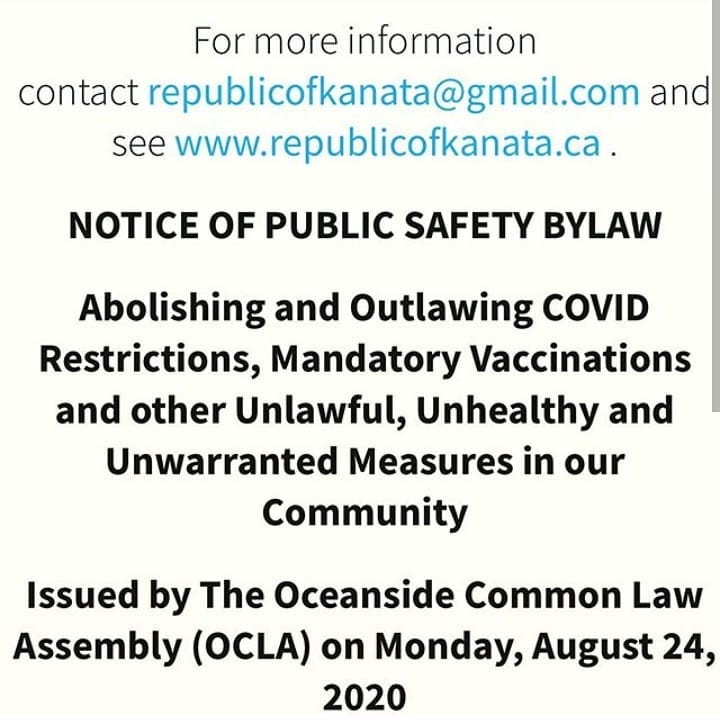 For more information
contact republicofkanata@gmail.com and
see www.republicofkanata.ca .
NOTICE OF PUBLIC SAFETY BYLAW
Abolishing and Outlawing COVID
Restrictions, Mandatory Vaccinations
and other Unlawful, Unhealthy and
Unwarranted Measures in our
Community
Issued by The Oceanside Common Law
Assembly (OCLA) on Monday, August 24,
2020